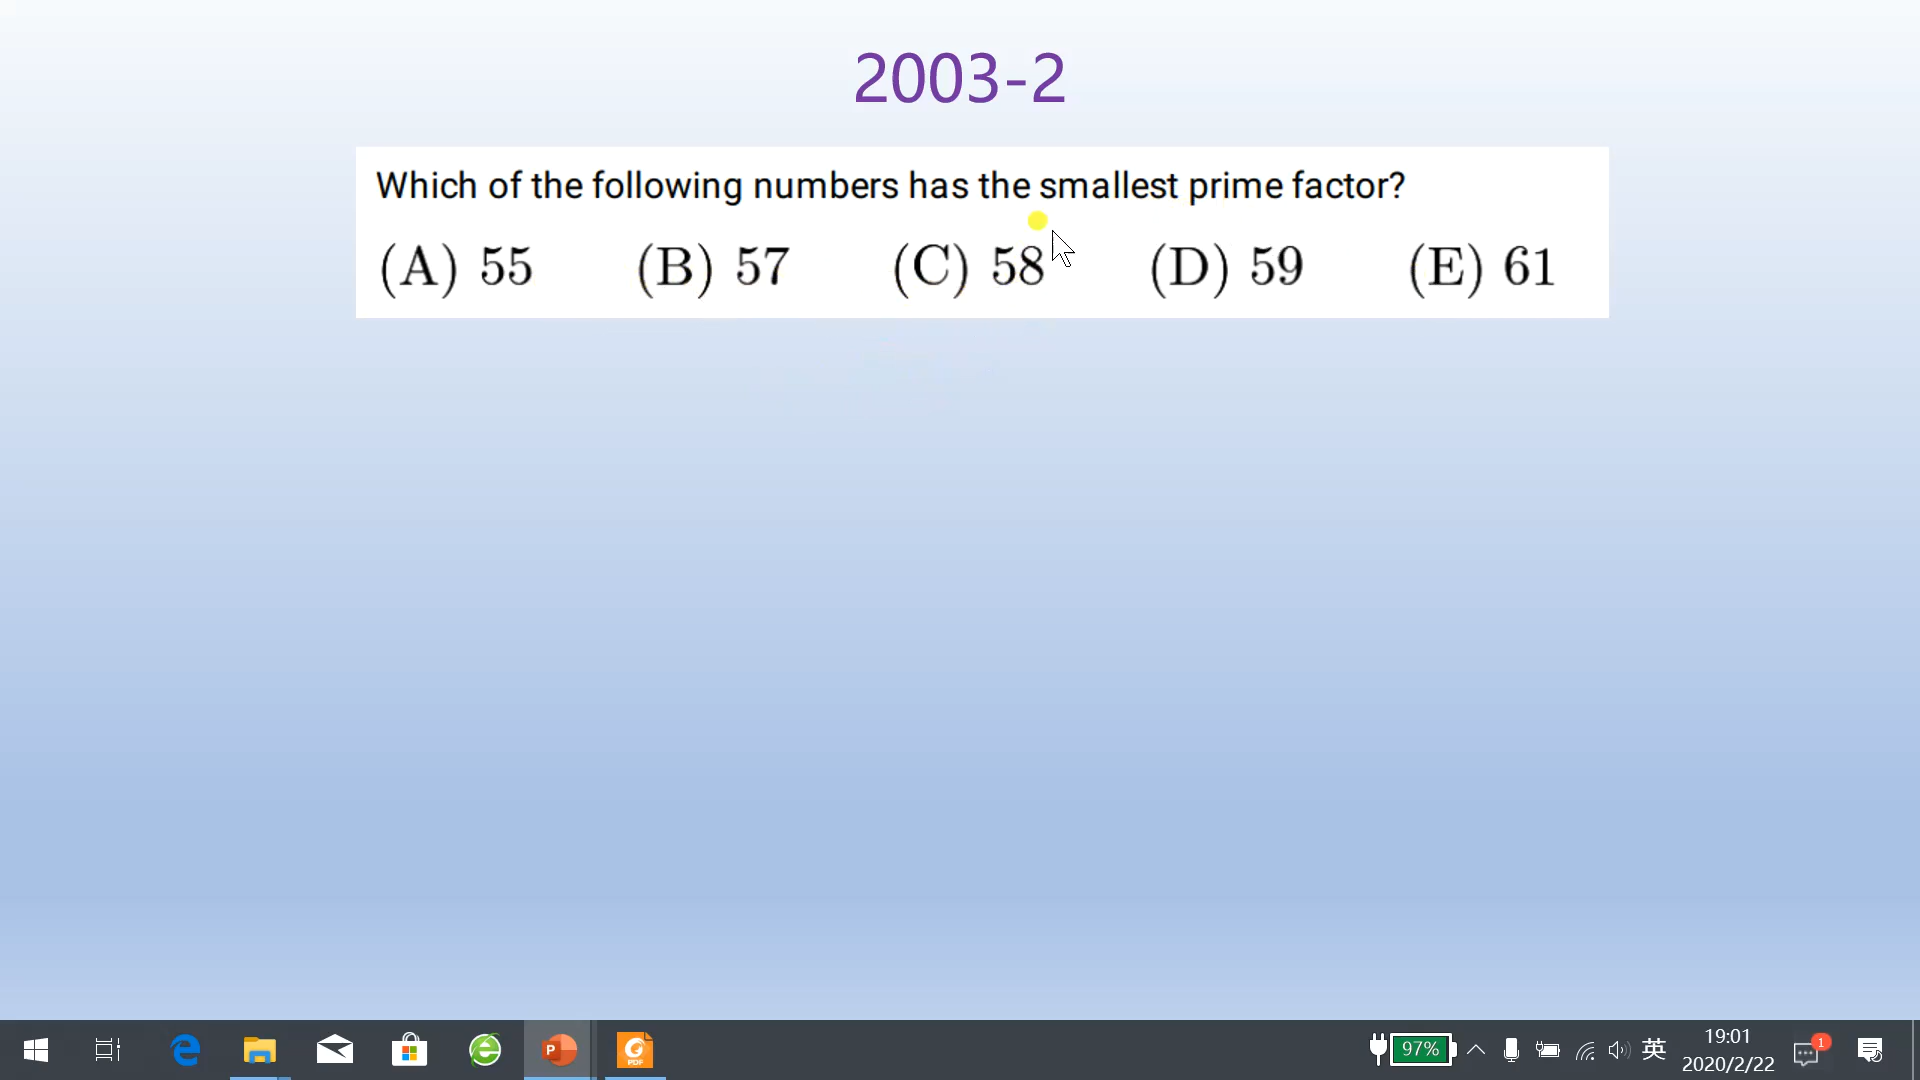 2003-2
Which of the following numbers has the smallest prime factor?
(A) 55 (B) 57 (C) 58 (D) 59 (E) 61
P
PDF
97%
英
19:01
2020/2/22
1